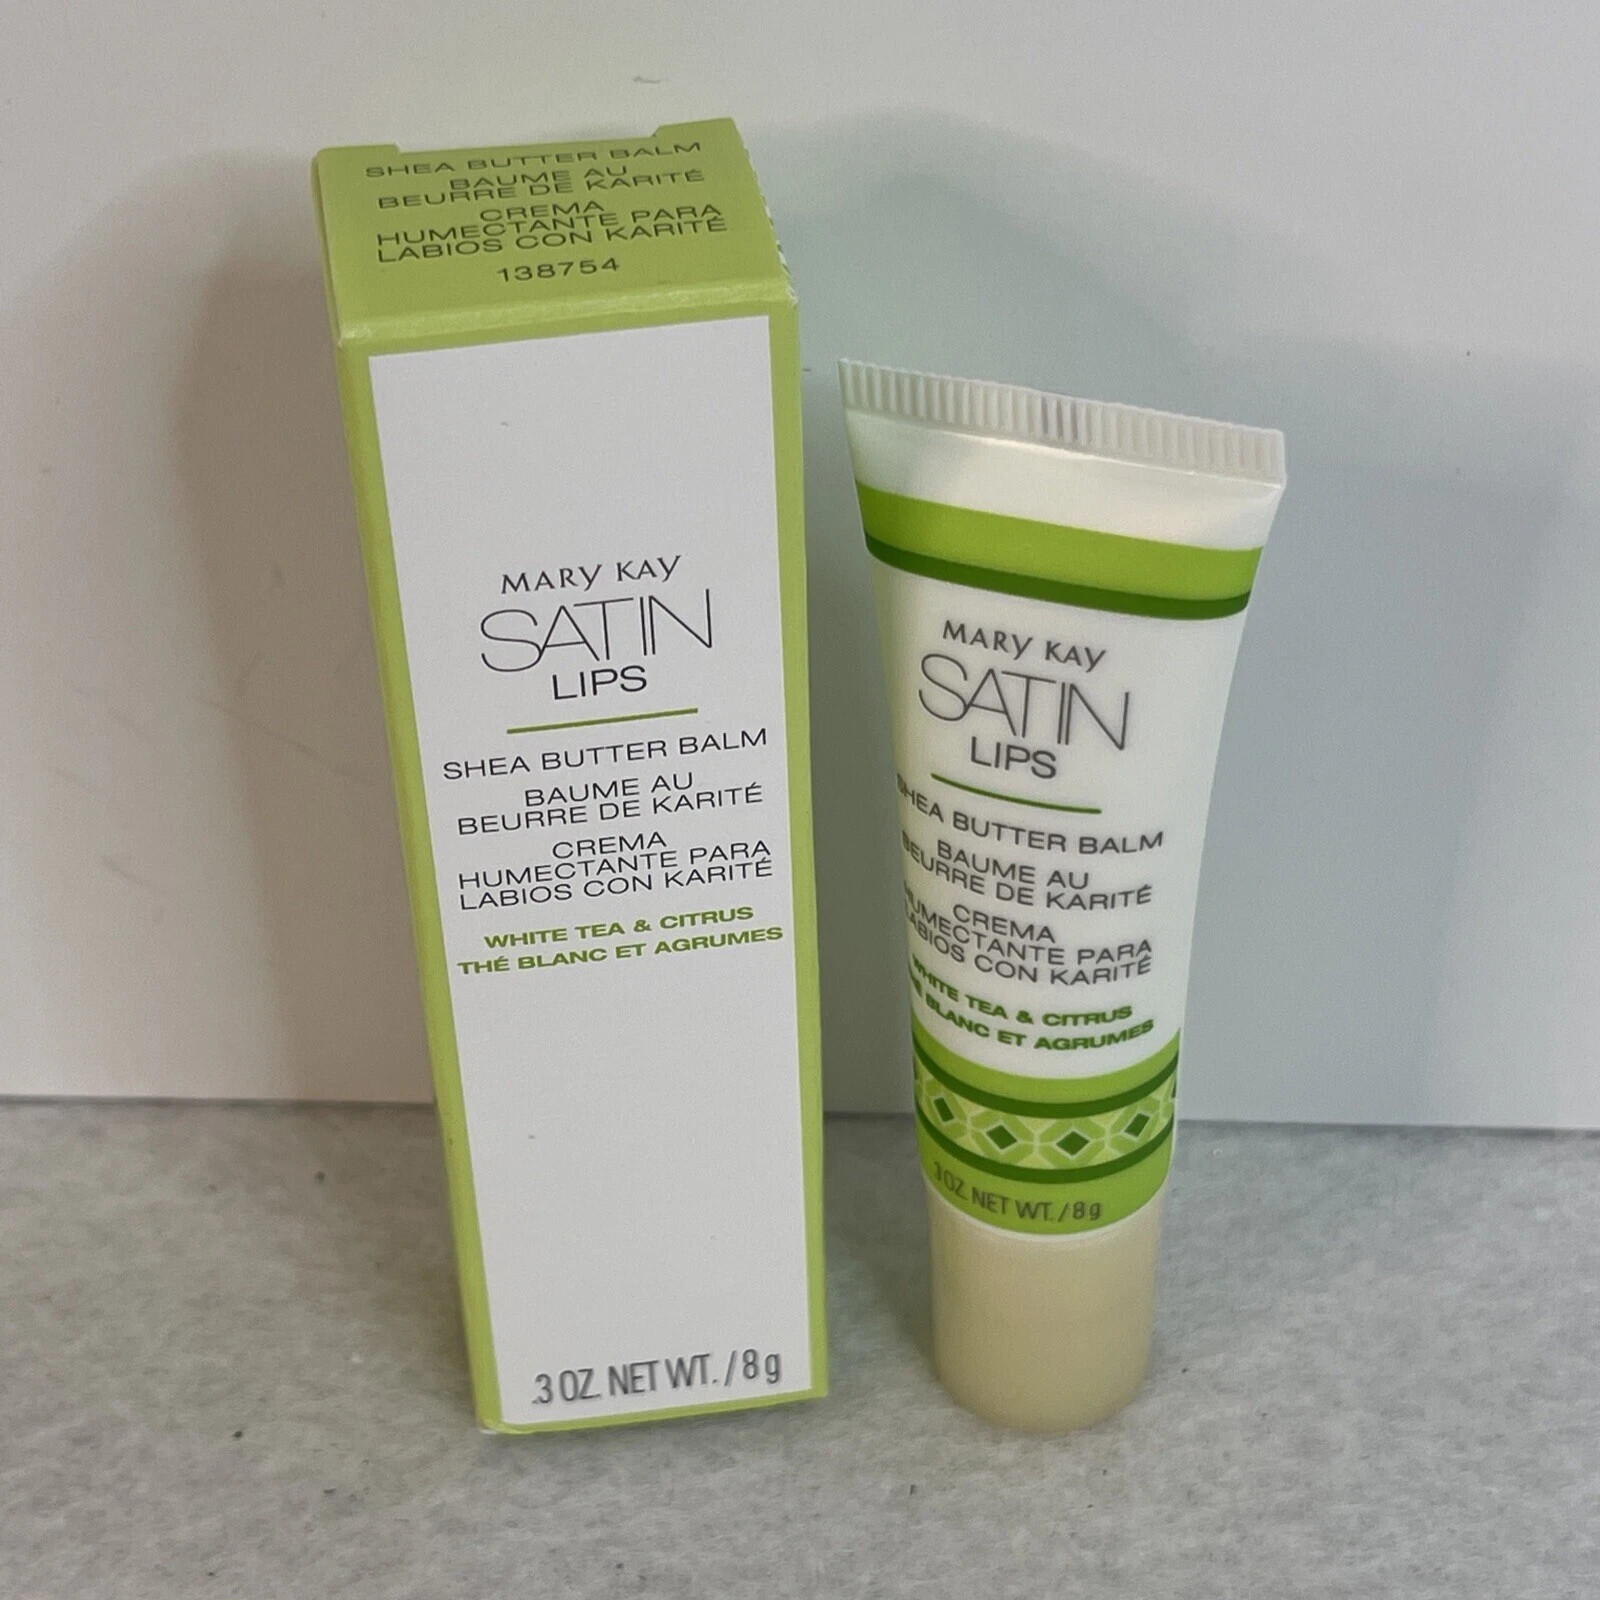 SHEA BUTTER BALM
BAUME AU
BEURRE DE KARITÉ
CREMA
HUMECTANTE PARA
LABIOS CON KARITÉ
138754
MARY KAY
SATIN
LIPS
SHEA BUTTER BALM
BAUME AU
BEURRE DE KARITÉ
CREMA
HUMECTANTE PARA
LABIOS CON KARITÉ
WHITE TEA & CITRUS
THÉ BLANC ET AGRUMES
.3 OZ. NET WT. / 8 g
MARY KAY
SATIN
LIPS
SHEA BUTTER BALM
BAUME AU
BEURRE DE KARITÉ
CREMA
HUMECTANTE PARA
LABIOS CON KARITÉ
WHITE TEA & CITRUS
THÉ BLANC ET AGRUMES
.3 OZ. NET WT. / 8 g